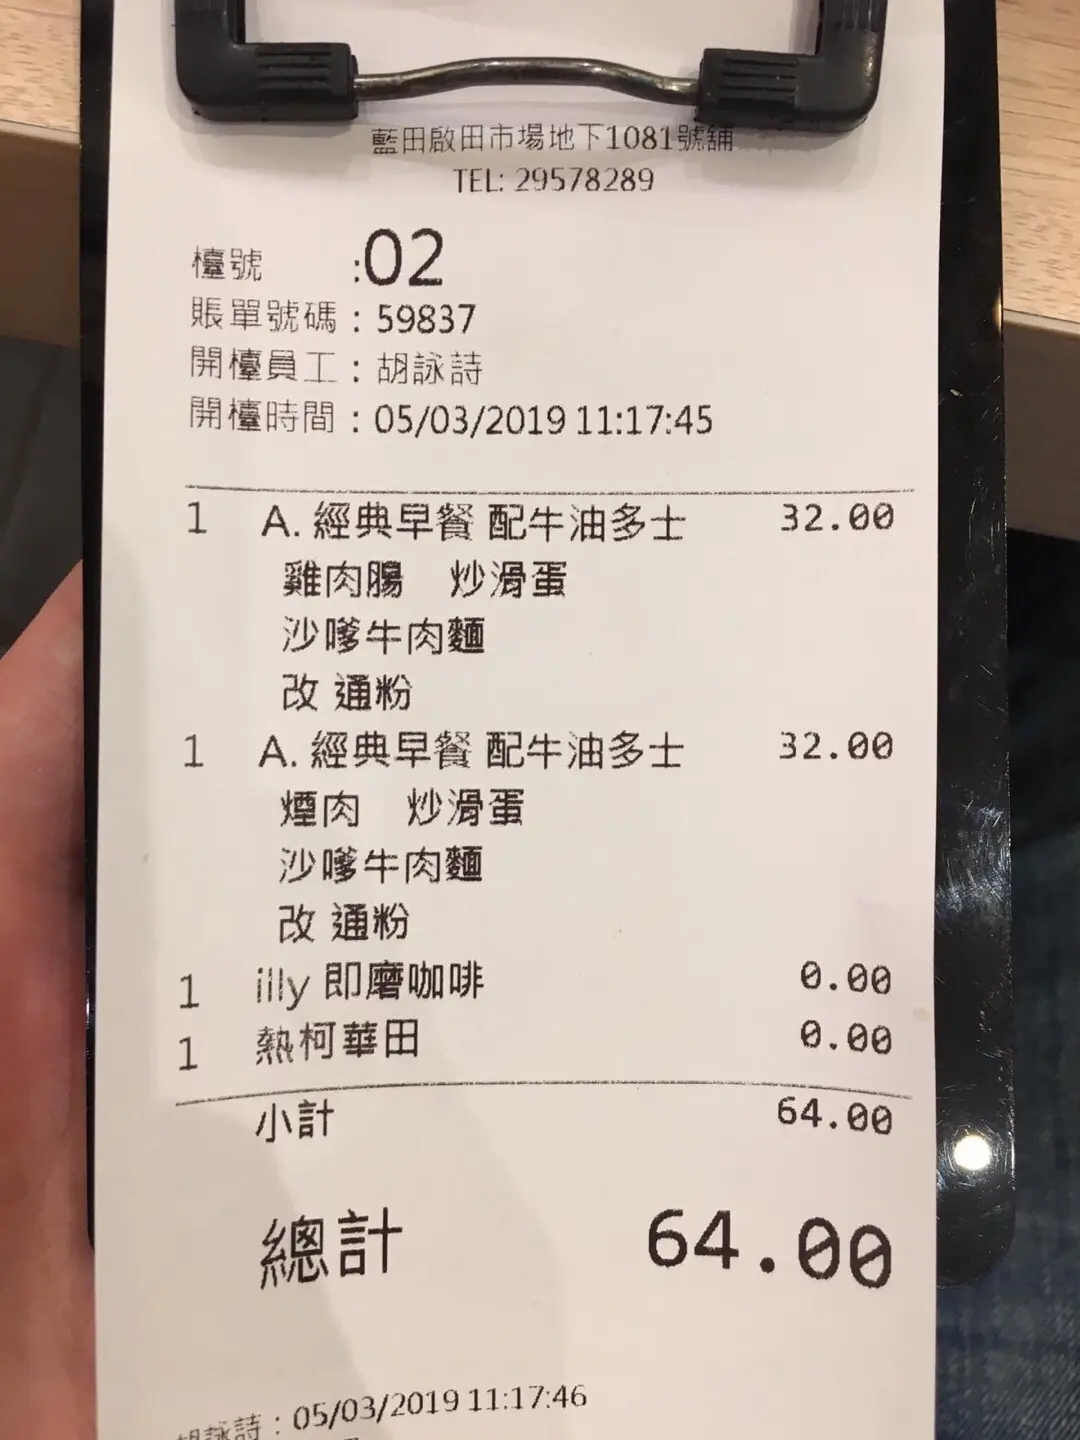 藍田啟田市場地下1081號舖
TEL: 29578289
檯號 :02
賬單號碼 : 59837
開檯員工 : 胡詠詩
開檯時間 : 05/03/2019 11:17:45
1 A. 經典早餐 配牛油多士 32.00
雞肉腸 炒滑蛋
沙嗲牛肉麵
改 通粉
1 A. 經典早餐 配牛油多士 32.00
煙肉 炒滑蛋
沙嗲牛肉麵
改 通粉
1 illy 即磨咖啡 0.00
1 熱柯華田 0.00
小計 64.00
總計 64.00
胡詠詩 : 05/03/2019 11:17:46